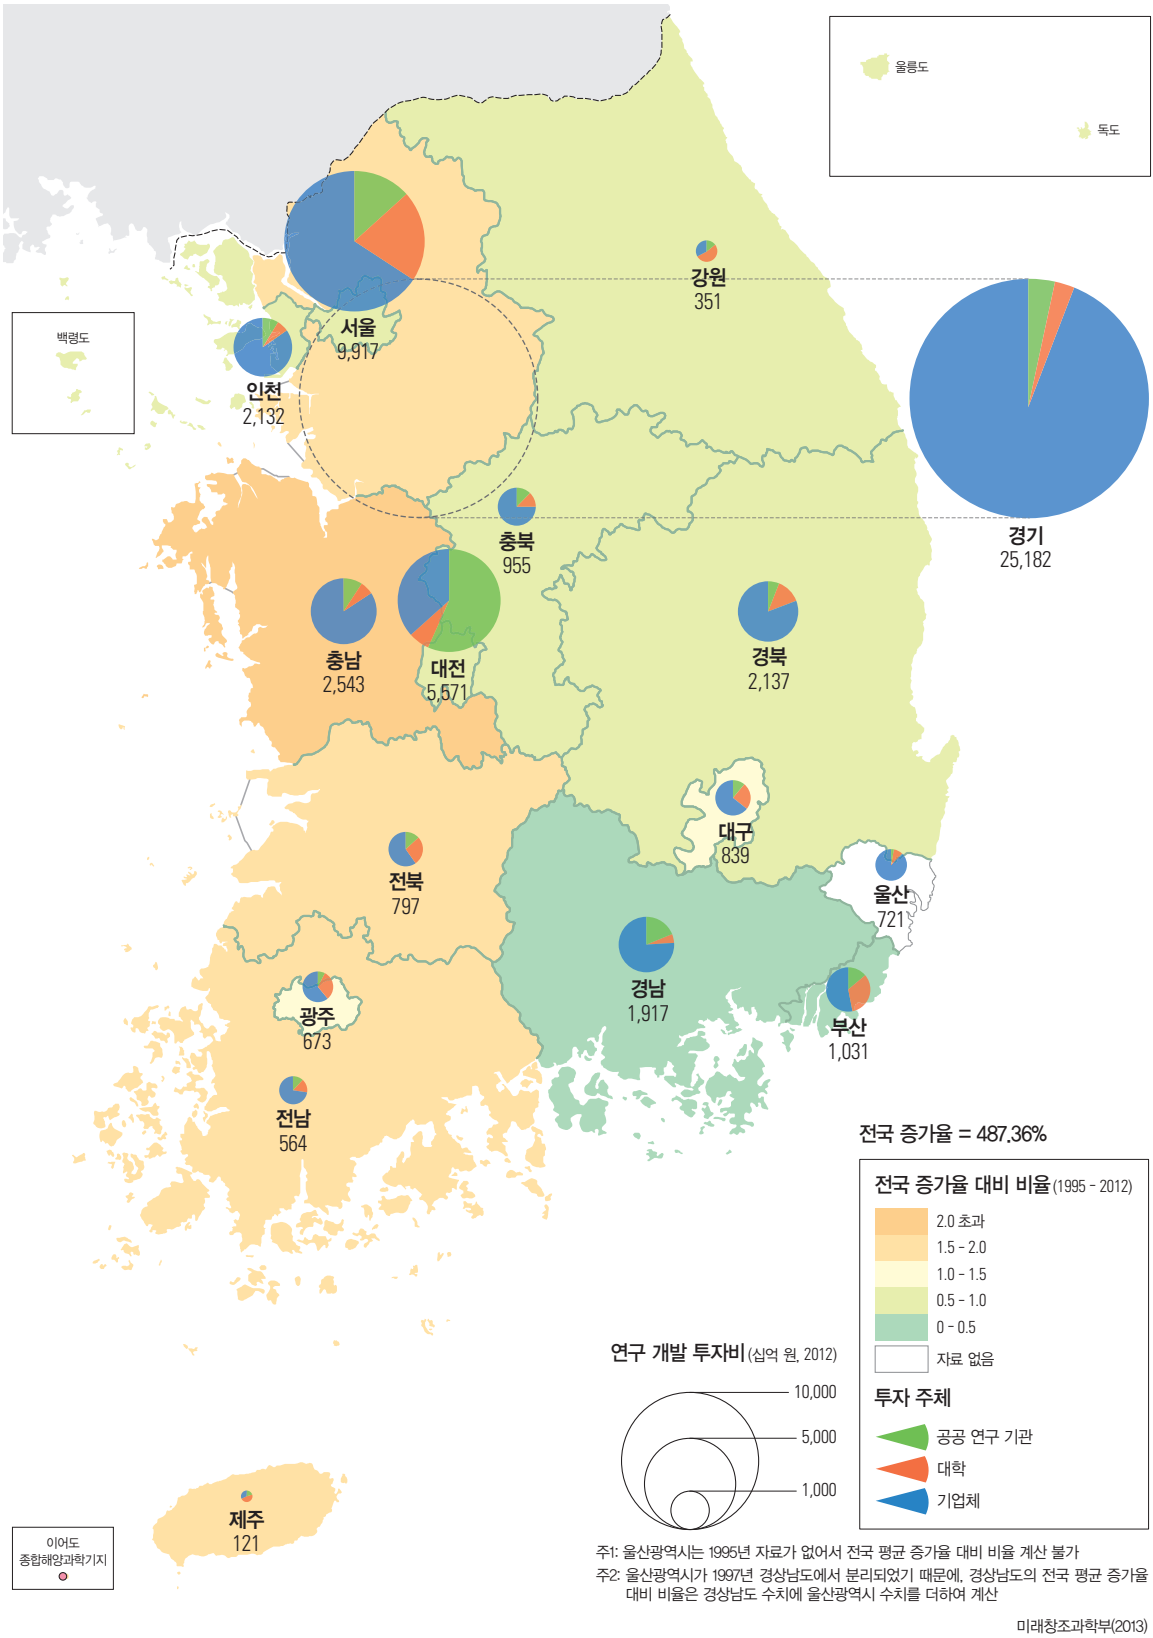 울릉도
독도
백령도
서울
9,917
인천
2,132
강원
351
경기
25,182
충북
955
충남
2,543
대전
5,571
경북
2,137
대구
839
울산
721
전북
797
경남
1,917
부산
1,031
광주
673
전남
564
제주
121
이어도
종합해양과학기지
전국 증가율 = 487.36%
전국 증가율 대비 비율 (1995 - 2012)
2.0 초과
1.5 - 2.0
1.0 - 1.5
0.5 - 1.0
0 - 0.5
자료 없음
투자 주체
공공 연구 기관
대학
기업체
연구 개발 투자비 (십억 원, 2012)
10,000
5,000
1,000
주1: 울산광역시는 1995년 자료가 없어서 전국 평균 증가율 대비 비율 계산 불가
주2: 울산광역시가 1997년 경상남도에서 분리되었기 때문에, 경상남도의 전국 평균 증가율
대비 비율은 경상남도 수치에 울산광역시 수치를 더하여 계산
미래창조과학부(2013)